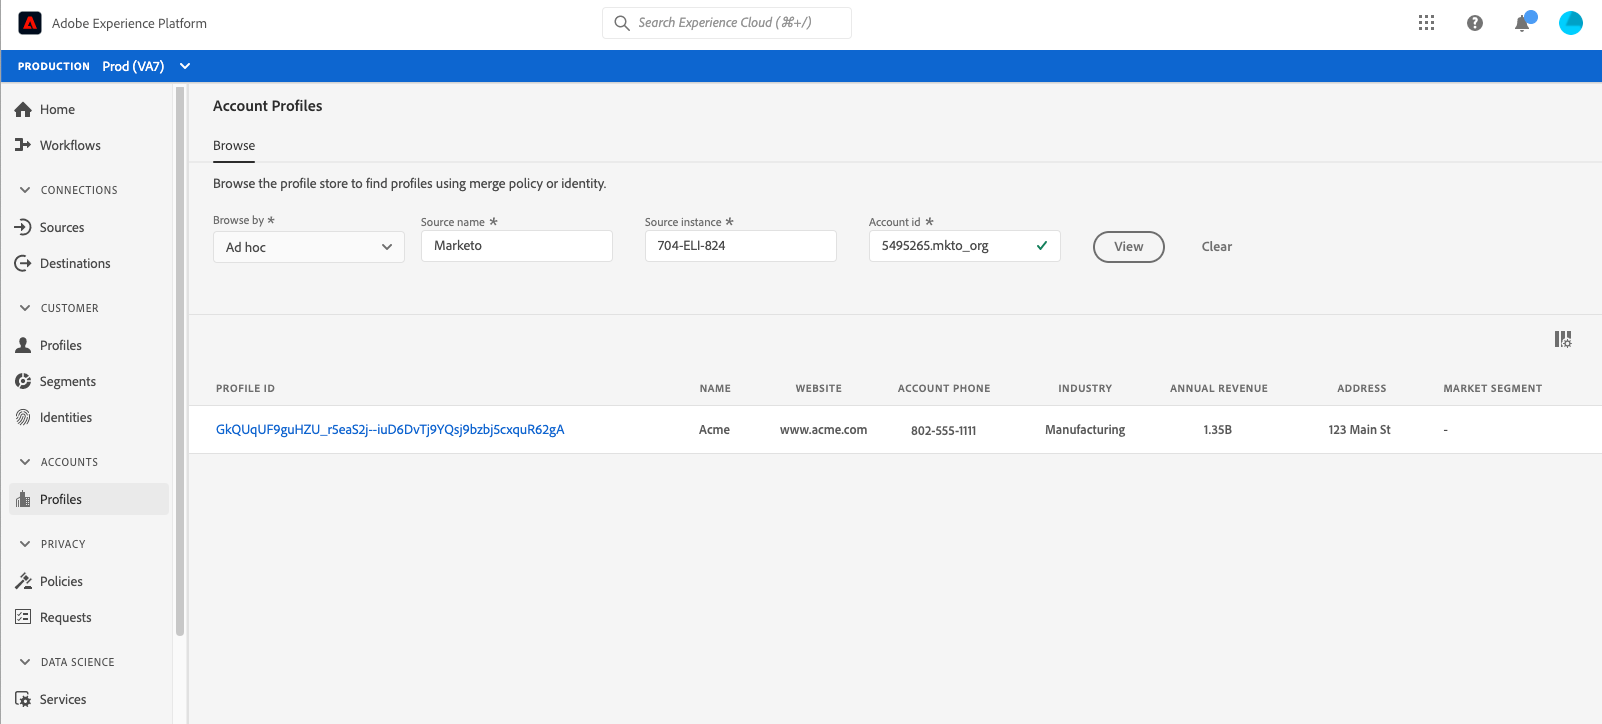 Adobe Experience Platform
Search Experience Cloud (⌘+/)
PRODUCTION Prod (VA7)
Home
Workflows
CONNECTIONS
Sources
Destinations
CUSTOMER
Profiles
Segments
Identities
ACCOUNTS
Profiles
PRIVACY
Policies
Requests
DATA SCIENCE
Services
Account Profiles
Browse
Browse the profile store to find profiles using merge policy or identity.
Browse by * Source name * Source instance * Account id *
Ad hoc Marketo 704-ELI-824 5495265.mkto_org View Clear
PROFILE ID NAME WEBSITE ACCOUNT PHONE INDUSTRY ANNUAL REVENUE ADDRESS MARKET SEGMENT
GkQUqUF9guHZU_r5eaS2j--iuD6DvTj9YQsj9bzbj5cxquR62gA Acme www.acme.com 802-555-1111 Manufacturing 1.35B 123 Main St -